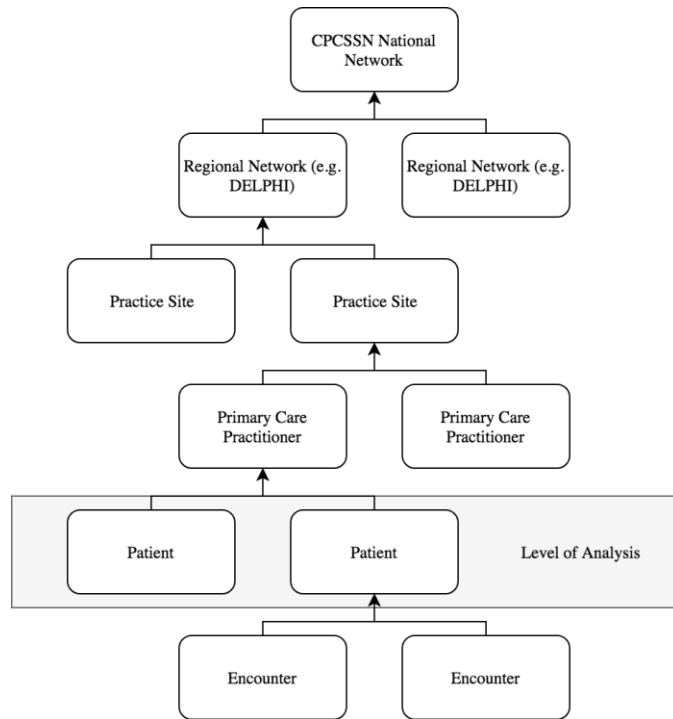 CPCSSN National
Network
Regional Network (e.g.
DELPHI)
Regional Network (e.g.
DELPHI)
Practice Site
Practice Site
Primary Care
Practitioner
Primary Care
Practitioner
Patient
Patient
Level of Analysis
Encounter
Encounter